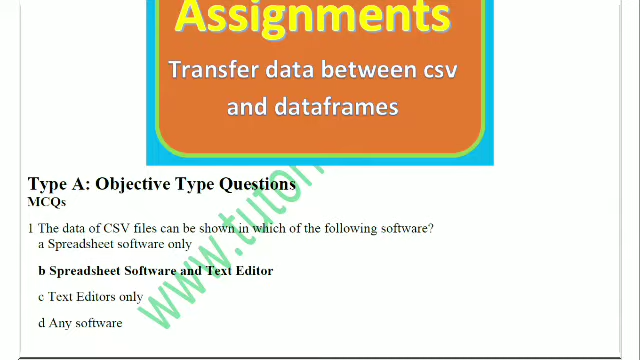 Assignments
Transfer data between csv
and dataframes
Type A: Objective Type Questions
MCQs
1 The data of CSV files can be shown in which of the following software?
a Spreadsheet software only
b Spreadsheet Software and Text Editor
c Text Editors only
d Any software
www.tutor